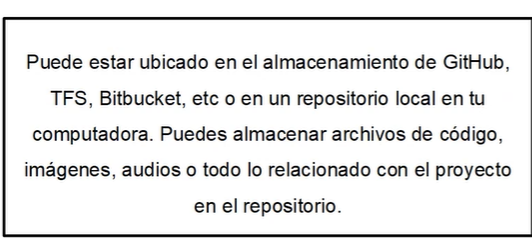 Puede estar ubicado en el almacenamiento de GitHub,
TFS, Bitbucket, etc o en un repositorio local en tu
computadora. Puedes almacenar archivos de código,
imágenes, audios o todo lo relacionado con el proyecto
en el repositorio.